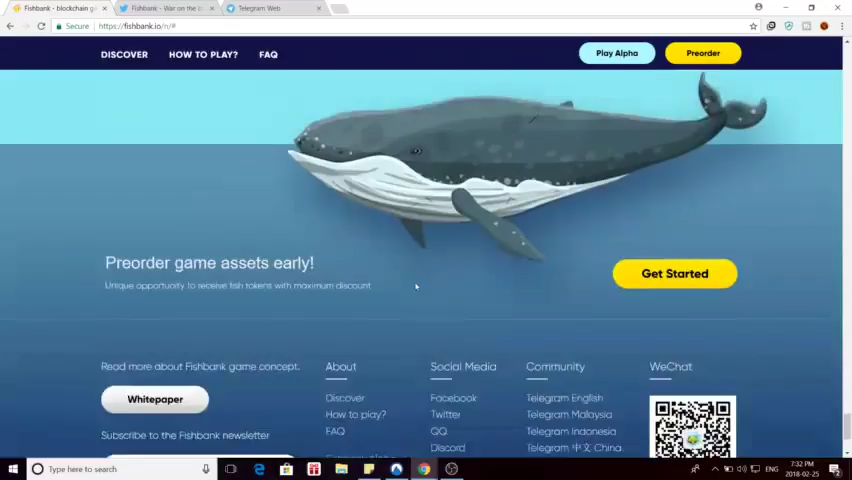 Fishbank - blockchain ga
Fishbank - War on the b
Telegram Web
Secure
https://fishbank.io/n/#
DISCOVER
HOW TO PLAY?
FAQ
Play Alpha
Preorder
Preorder game assets early!
Unique opportunity to receive fish tokens with maximum discount
Get Started
Read more about Fishbank game concept.
Whitepaper
Subscribe to the Fishbank newsletter
About
Discover
How to play?
FAQ
Social Media
Facebook
Twitter
QQ
Discord
Community
Telegram English
Telegram Malaysia
Telegram Indonesia
Telegram 中文 China
WeChat
Type here to search
ENG
7:32 PM
2018-02-25